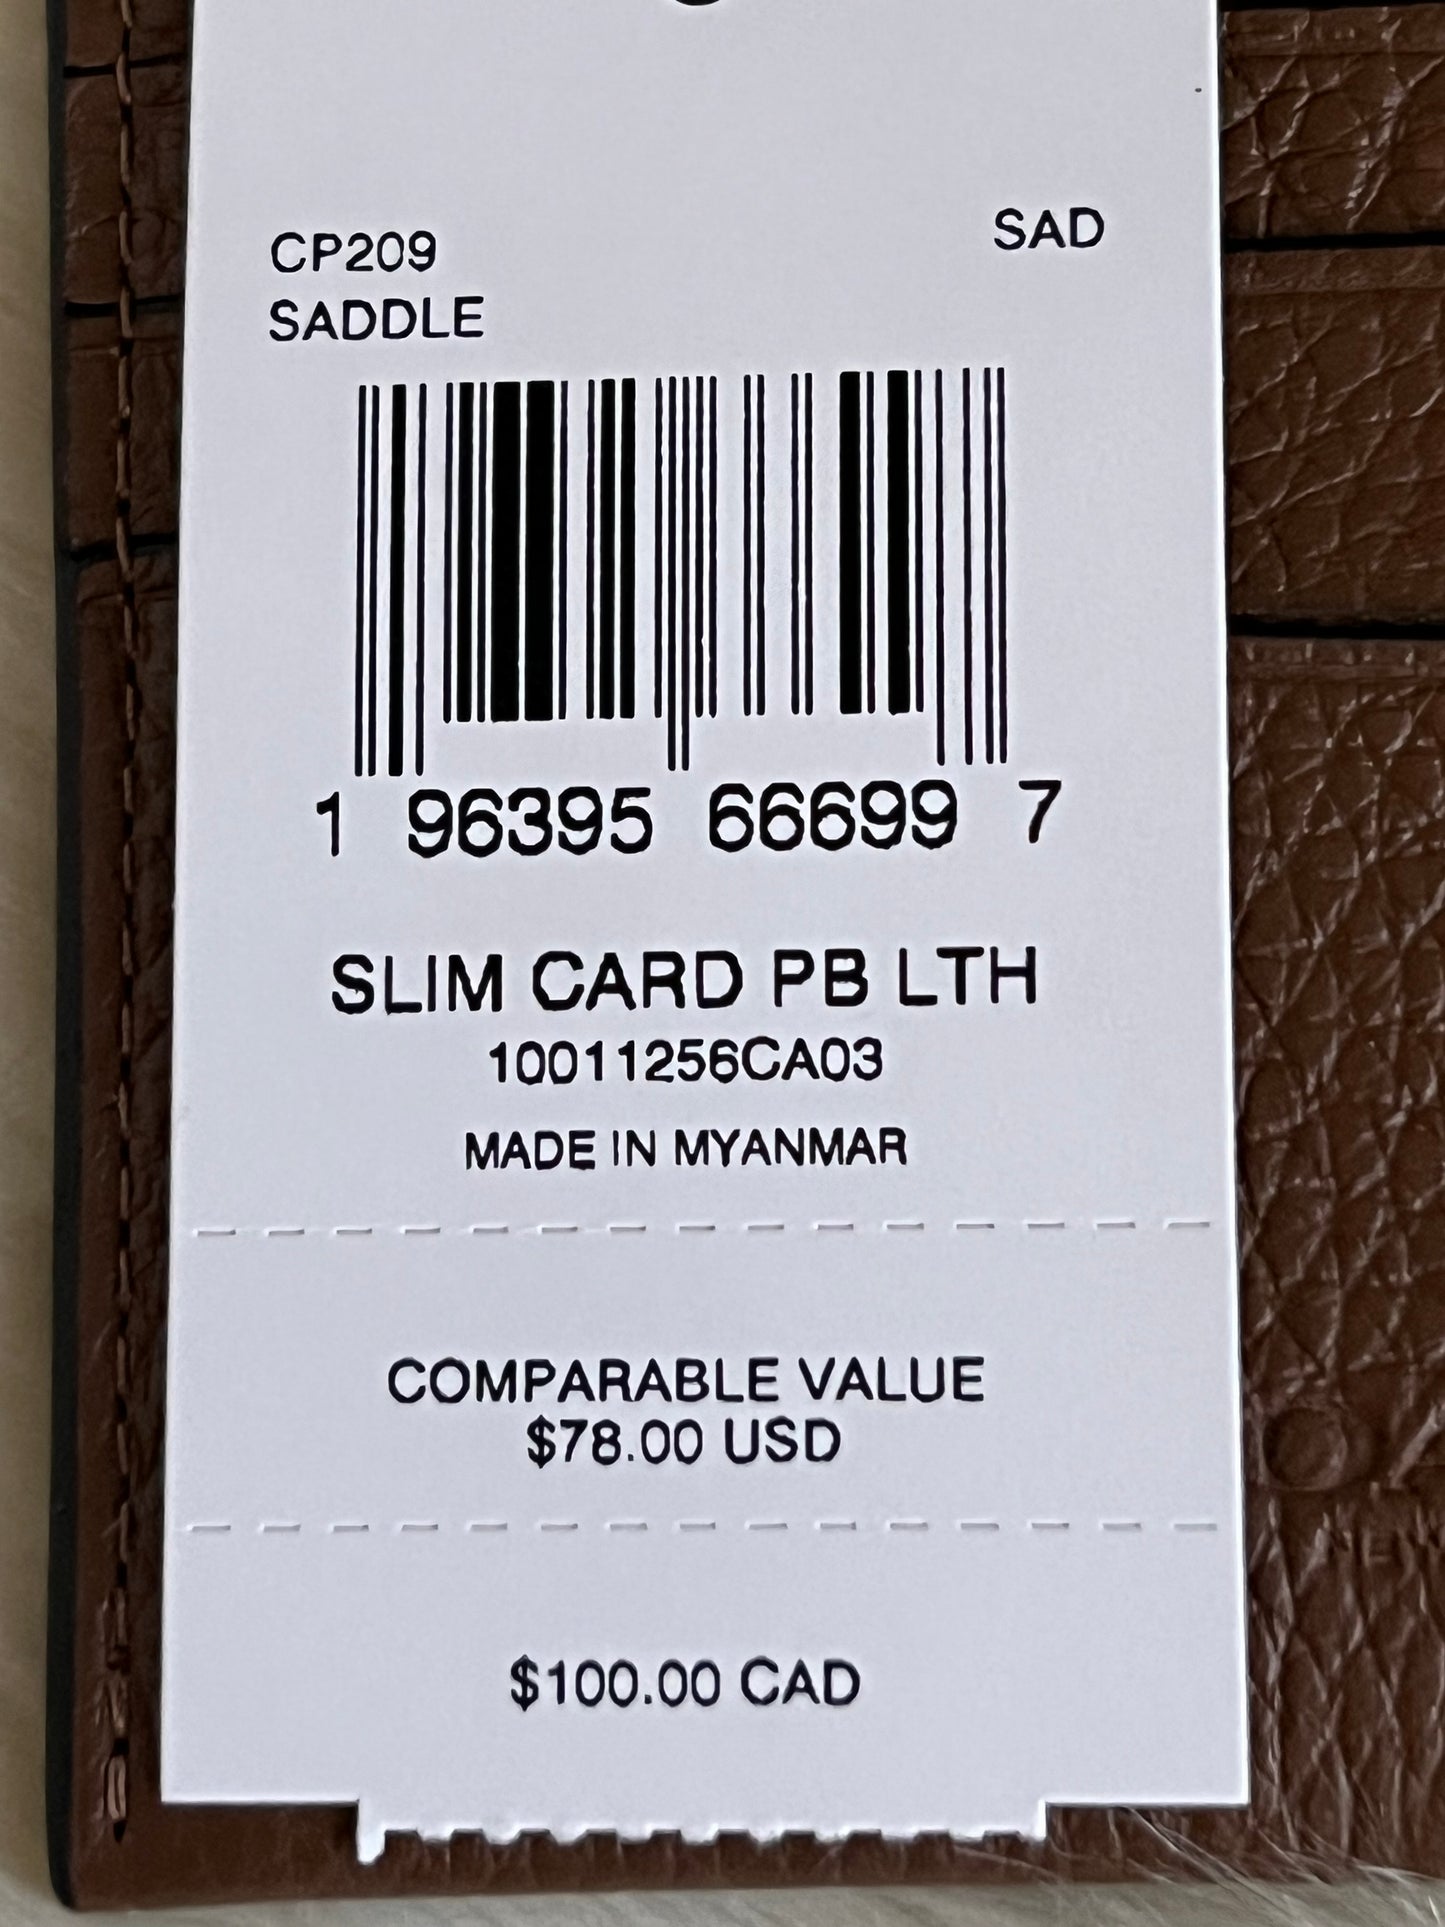 CP209 SAD
SADDLE
1 96395 66699 7
SLIM CARD PB LTH
10011256CA03
MADE IN MYANMAR
COMPARABLE VALUE
$78.00 USD
$100.00 CAD